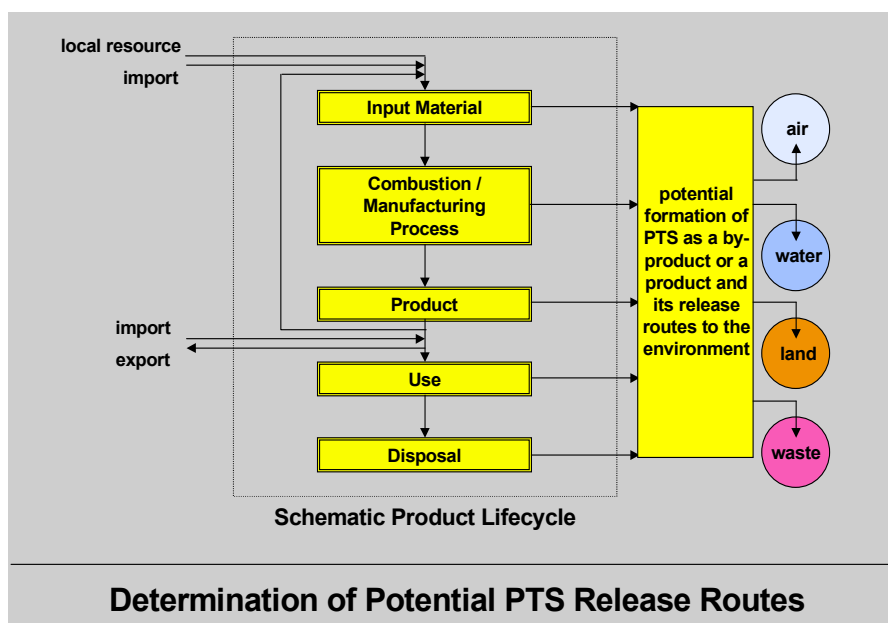 local resource
import
Input Material
Combustion /
Manufacturing
Process
Product
import
export
Use
Disposal
potential
formation of
PTS as a by-
product or a
product and
its release
routes to the
environment
air
water
land
waste
Schematic Product Lifecycle
Determination of Potential PTS Release Routes